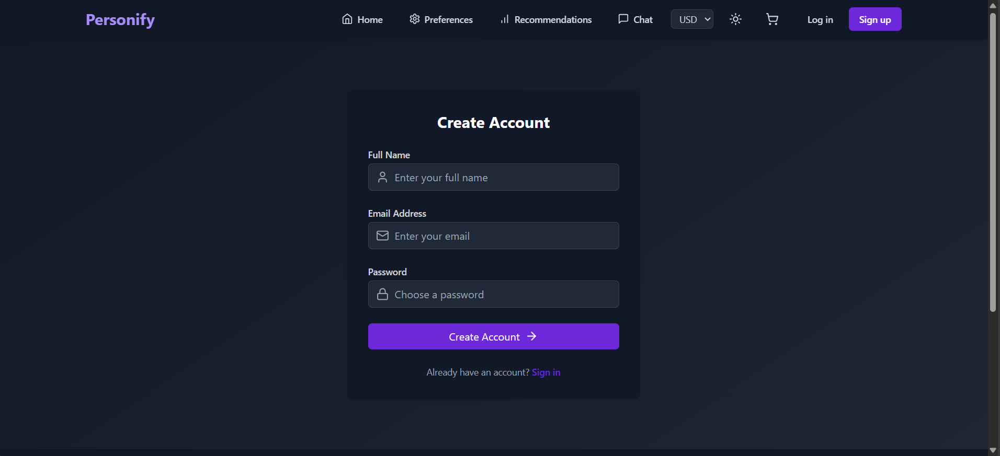 Personify
Home
Preferences
Recommendations
Chat
USD
Log in
Sign up
Create Account
Full Name
Enter your full name
Email Address
Enter your email
Password
Choose a password
Create Account
Already have an account? Sign in